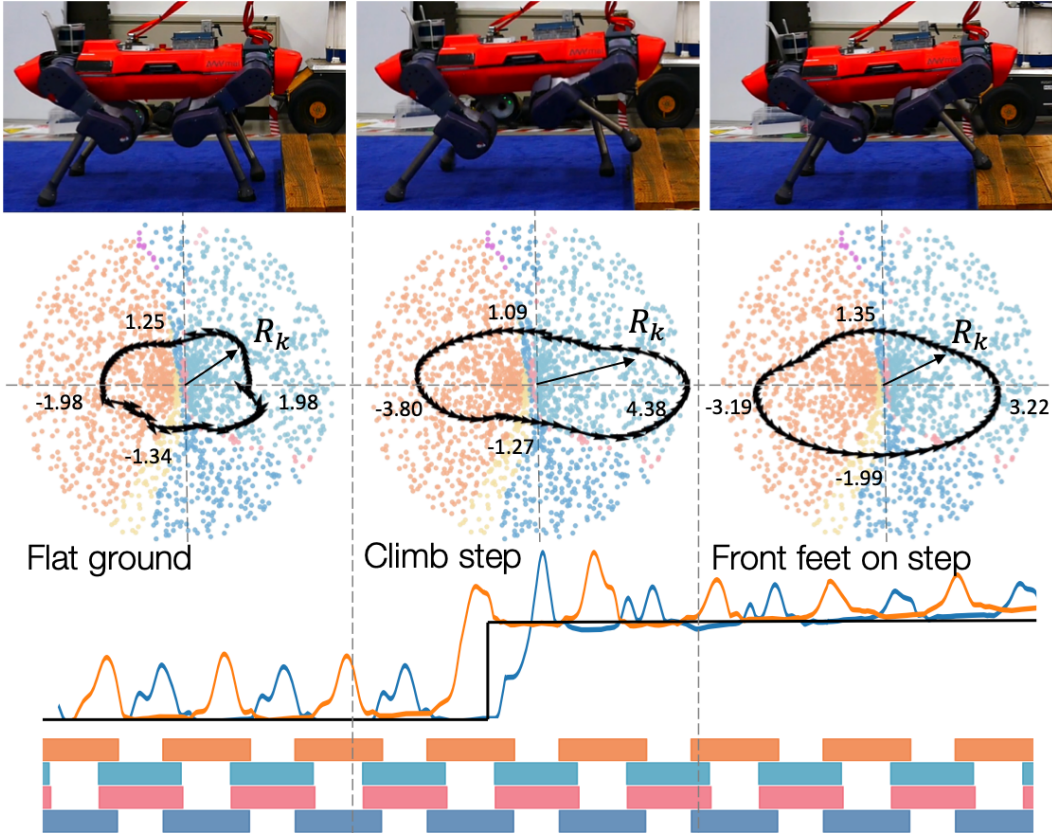 1.25
R_k
-1.98
1.98
-1.34
1.09
R_k
-3.80
4.38
-1.27
1.35
R_k
-3.19
3.22
-1.99
Flat ground
Climb step
Front feet on step